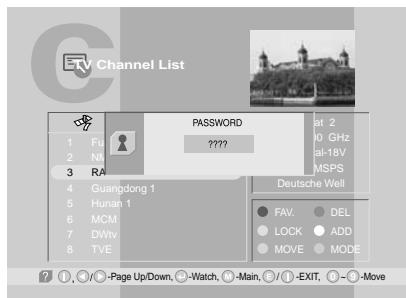 C
TV Channel List
PASSWORD
????
1 Fu
2 NM
3 RA
4 Guangdong 1
5 Hunan 1
6 MCM
7 DWtv
8 TVE
at 2
0 GHz
al-18V
MSPS
Deutsche Well
FAV. DEL
LOCK ADD
MOVE MODE
? , / -Page Up/Down, -Watch, M -Main, E / -EXIT, 0 ~ 9 -Move